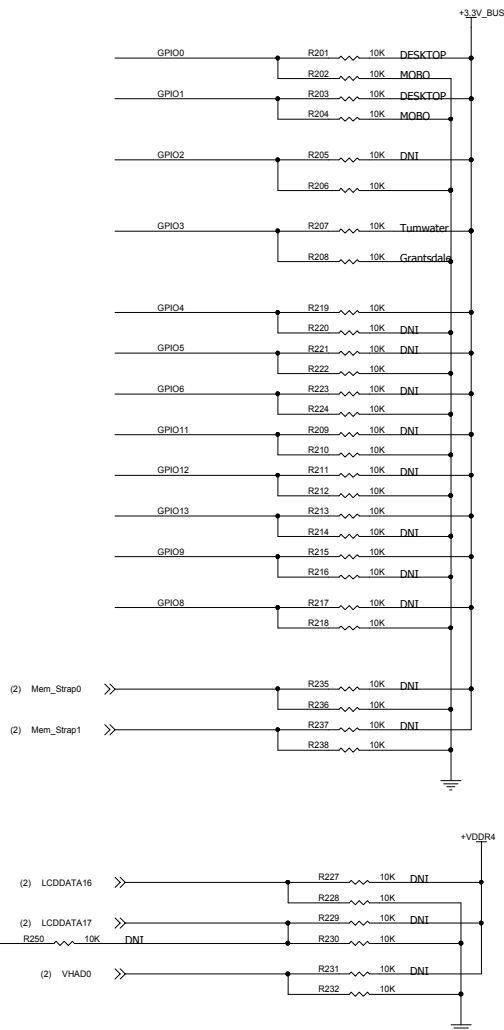 +3.3V_BUS
GPIO0 R201 10K DESKTOP
R202 10K MOBO
GPIO1 R203 10K DESKTOP
R204 10K MOBO
GPIO2 R205 10K DNI
R206 10K
GPIO3 R207 10K Tumwater
R208 10K Grantsdale
GPIO4 R219 10K
R220 10K DNI
GPIO5 R221 10K DNI
R222 10K
GPIO6 R223 10K DNI
R224 10K
GPIO11 R209 10K DNI
R210 10K
GPIO12 R211 10K DNI
R212 10K
GPIO13 R213 10K
R214 10K DNI
GPIO9 R215 10K
R216 10K DNI
GPIO8 R217 10K DNI
R218 10K
(2) Mem_Strap0 R235 10K DNI
R236 10K
(2) Mem_Strap1 R237 10K DNI
R238 10K
+VDDR4
(2) LCDDATA16 R227 10K DNI
R228 10K
(2) LCDDATA17 R229 10K DNI
R250 10K DNI R230 10K
(2) VHAD0 R231 10K DNI
R232 10K